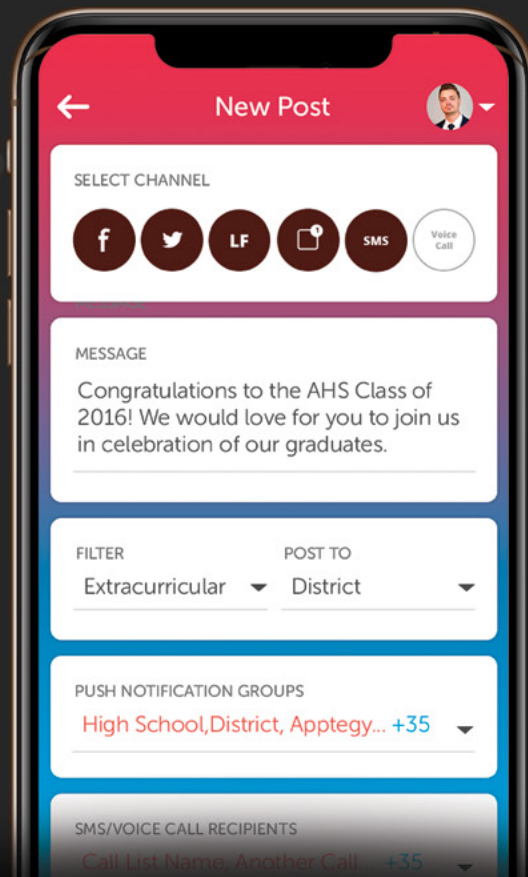 New Post
SELECT CHANNEL
f
LF
1
SMS
Voice
Call
MESSAGE
Congratulations to the AHS Class of
2016! We would love for you to join us
in celebration of our graduates.
FILTER
POST TO
Extracurricular
District
PUSH NOTIFICATION GROUPS
High School,District, Apptegy... +35
SMS/VOICE CALL RECIPIENTS
Call List Name, Another Call... +35